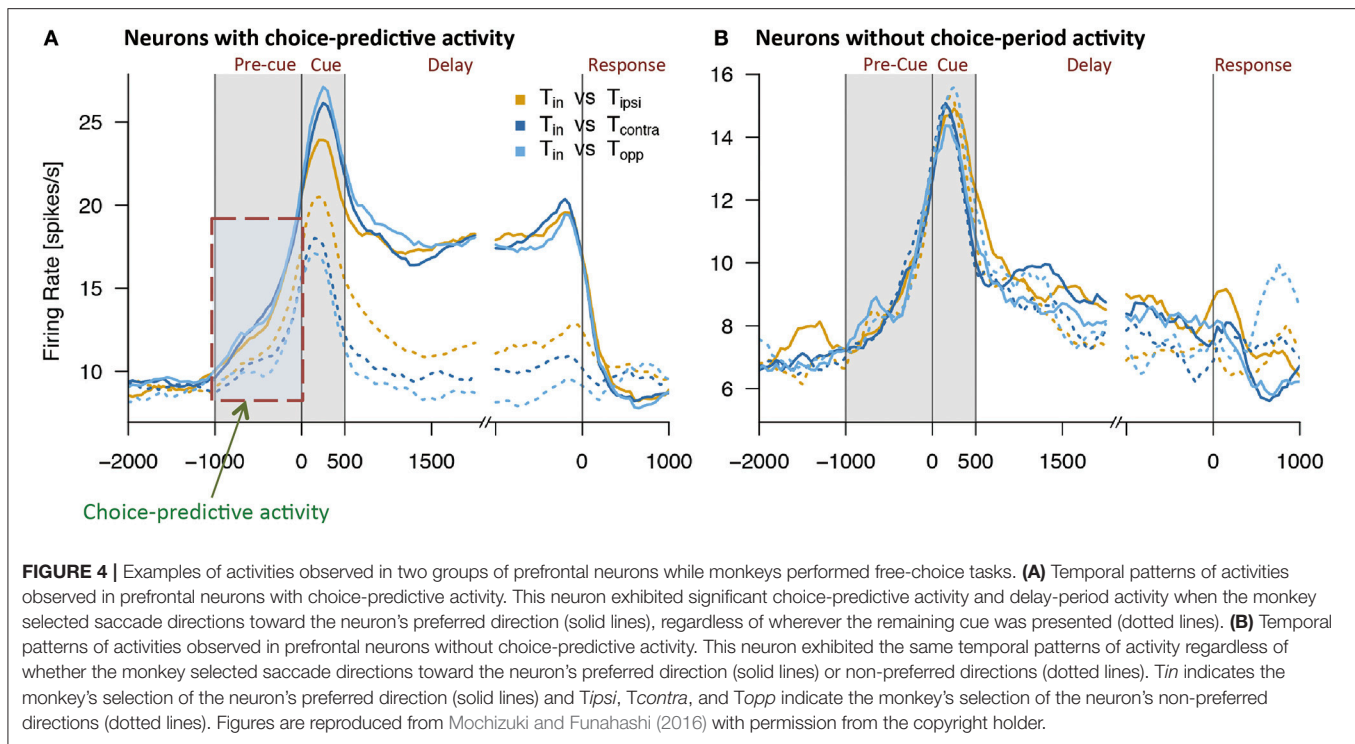 A Neurons with choice-predictive activity
Pre-cue Cue Delay Response
Firing Rate [spikes/s]
25
20
15
10
T_in vs T_ipsi
T_in vs T_contra
T_in vs T_opp
−2000 −1000 0 500 1500 0 1000
Choice-predictive activity
B Neurons without choice-period activity
Pre-Cue Cue Delay Response
16
14
12
10
8
6
−2000 −1000 0 500 1500 0 1000
FIGURE 4 | Examples of activities observed in two groups of prefrontal neurons while monkeys performed free-choice tasks. (A) Temporal patterns of activities
observed in prefrontal neurons with choice-predictive activity. This neuron exhibited significant choice-predictive activity and delay-period activity when the monkey
selected saccade directions toward the neuron's preferred direction (solid lines), regardless of wherever the remaining cue was presented (dotted lines). (B) Temporal
patterns of activities observed in prefrontal neurons without choice-predictive activity. This neuron exhibited the same temporal patterns of activity regardless of
whether the monkey selected saccade directions toward the neuron's preferred direction (solid lines) or non-preferred directions (dotted lines). Tin indicates the
monkey's selection of the neuron's preferred direction (solid lines) and Tipsi, Tcontra, and Topp indicate the monkey's selection of the neuron's non-preferred
directions (dotted lines). Figures are reproduced from Mochizuki and Funahashi (2016) with permission from the copyright holder.